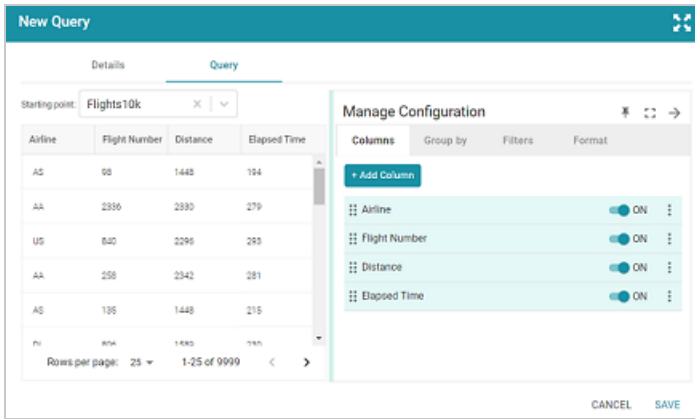 New Query
Details Query
Starting point: Flights10k
Airline Flight Number Distance Elapsed Time
AS 98 1448 194
AA 2336 2330 279
US 840 2296 293
AA 258 2342 281
AS 135 1448 215
Rows per page: 25 1-25 of 9999
Manage Configuration
Columns Group by Filters Format
+ Add Column
Airline ON
Flight Number ON
Distance ON
Elapsed Time ON
CANCEL SAVE